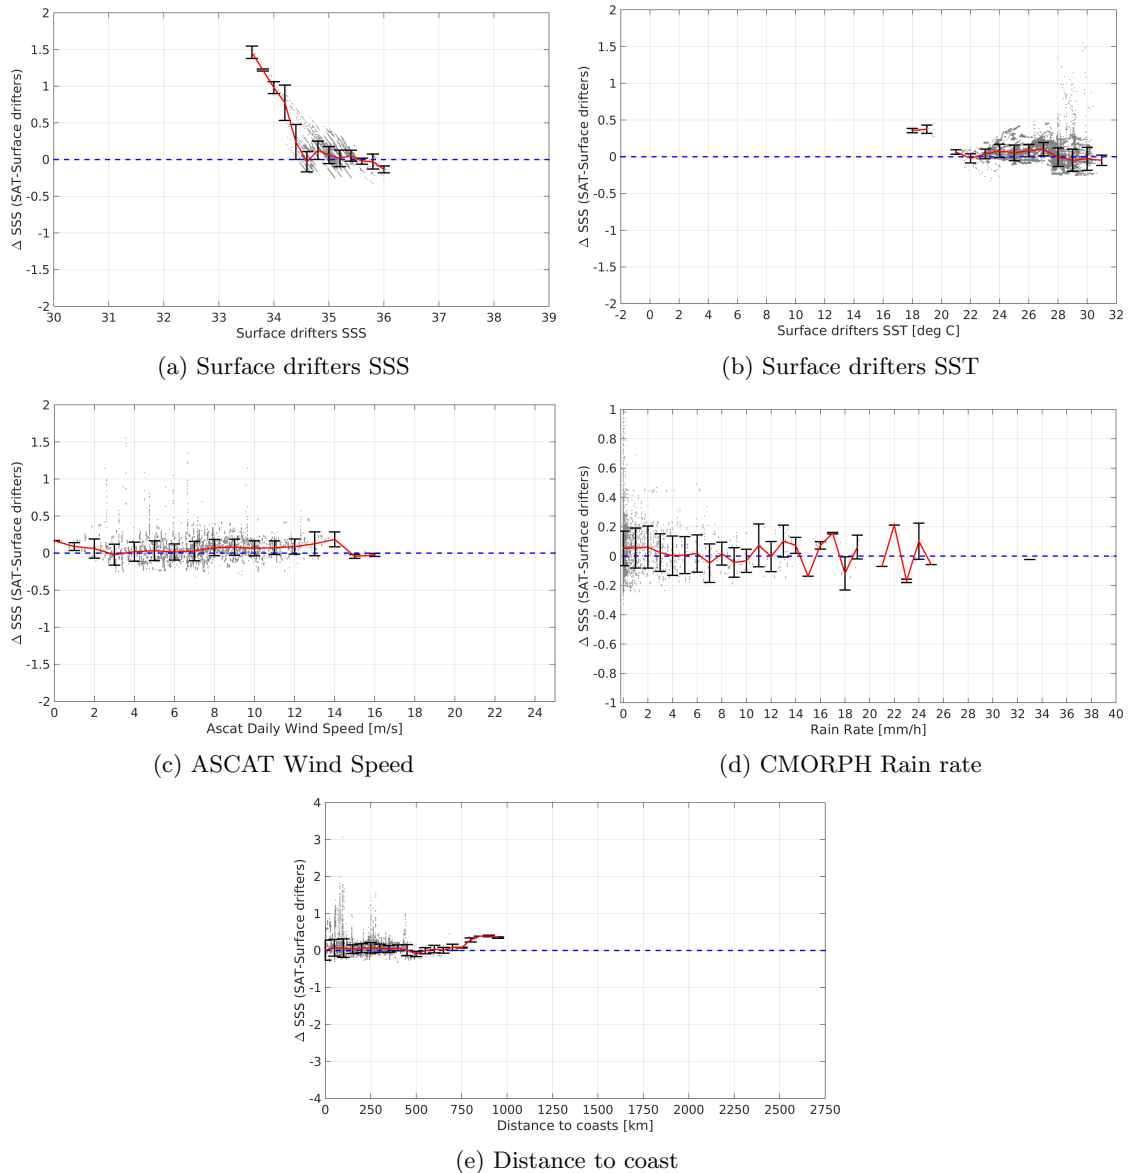 Δ SSS (SAT-Surface drifters)
2
1.5
1
0.5
0
-0.5
-1
-1.5
-2
30 31 32 33 34 35 36 37 38 39
Surface drifters SSS
(a) Surface drifters SSS
Δ SSS (SAT-Surface drifters)
2
1.5
1
0.5
0
-0.5
-1
-1.5
-2
-2 0 2 4 6 8 10 12 14 16 18 20 22 24 26 28 30 32
Surface drifters SST [deg C]
(b) Surface drifters SST
Δ SSS (SAT-Surface drifters)
2
1.5
1
0.5
0
-0.5
-1
-1.5
-2
0 2 4 6 8 10 12 14 16 18 20 22 24
Ascat Daily Wind Speed [m/s]
(c) ASCAT Wind Speed
Δ SSS (SAT-Surface drifters)
1
0.8
0.6
0.4
0.2
0
-0.2
-0.4
-0.6
-0.8
-1
0 2 4 6 8 10 12 14 16 18 20 22 24 26 28 30 32 34 36 38 40
Rain Rate [mm/h]
(d) CMORPH Rain rate
Δ SSS (SAT-Surface drifters)
4
3
2
1
0
-1
-2
-3
-4
0 250 500 750 1000 1250 1500 1750 2000 2250 2500 2750
Distance to coasts [km]
(e) Distance to coast